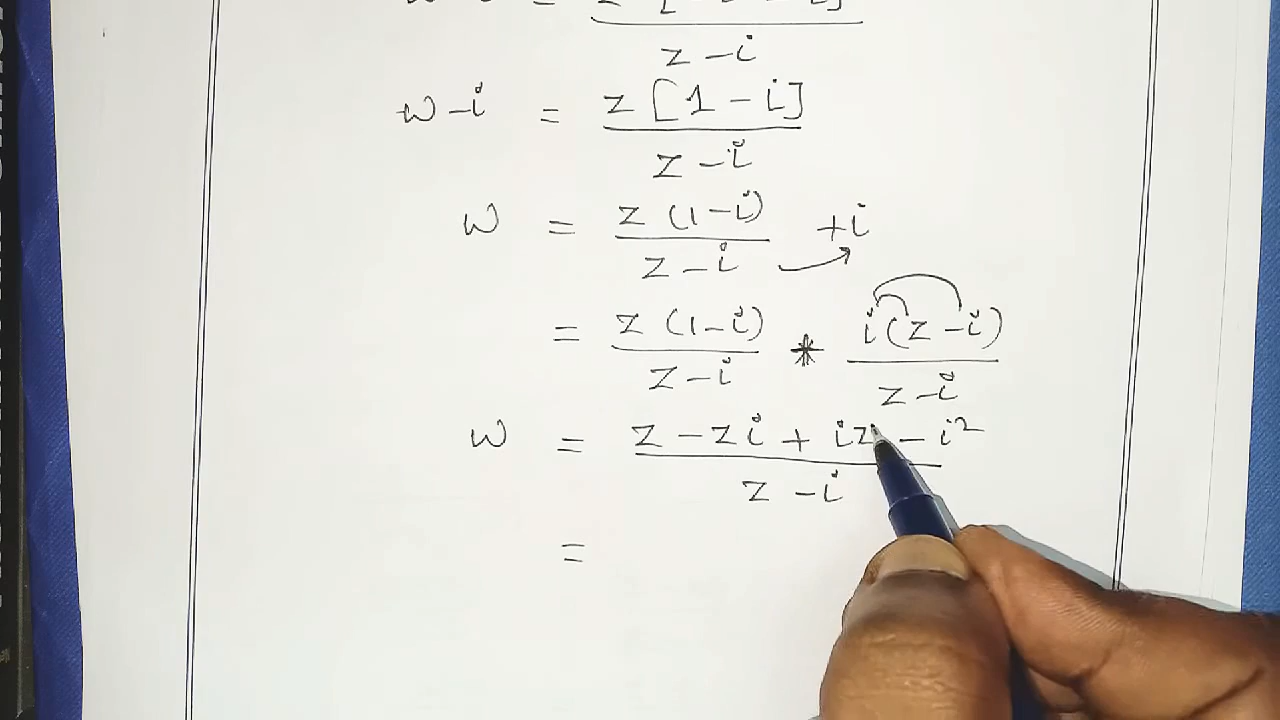 z - i
w - i = z [1 - i]
z - i
w = z (1 - i) + i
z - i
= z (1 - i) * i (z - i)
z - i z - i
w = z - zi + iz - i²
z - i
=